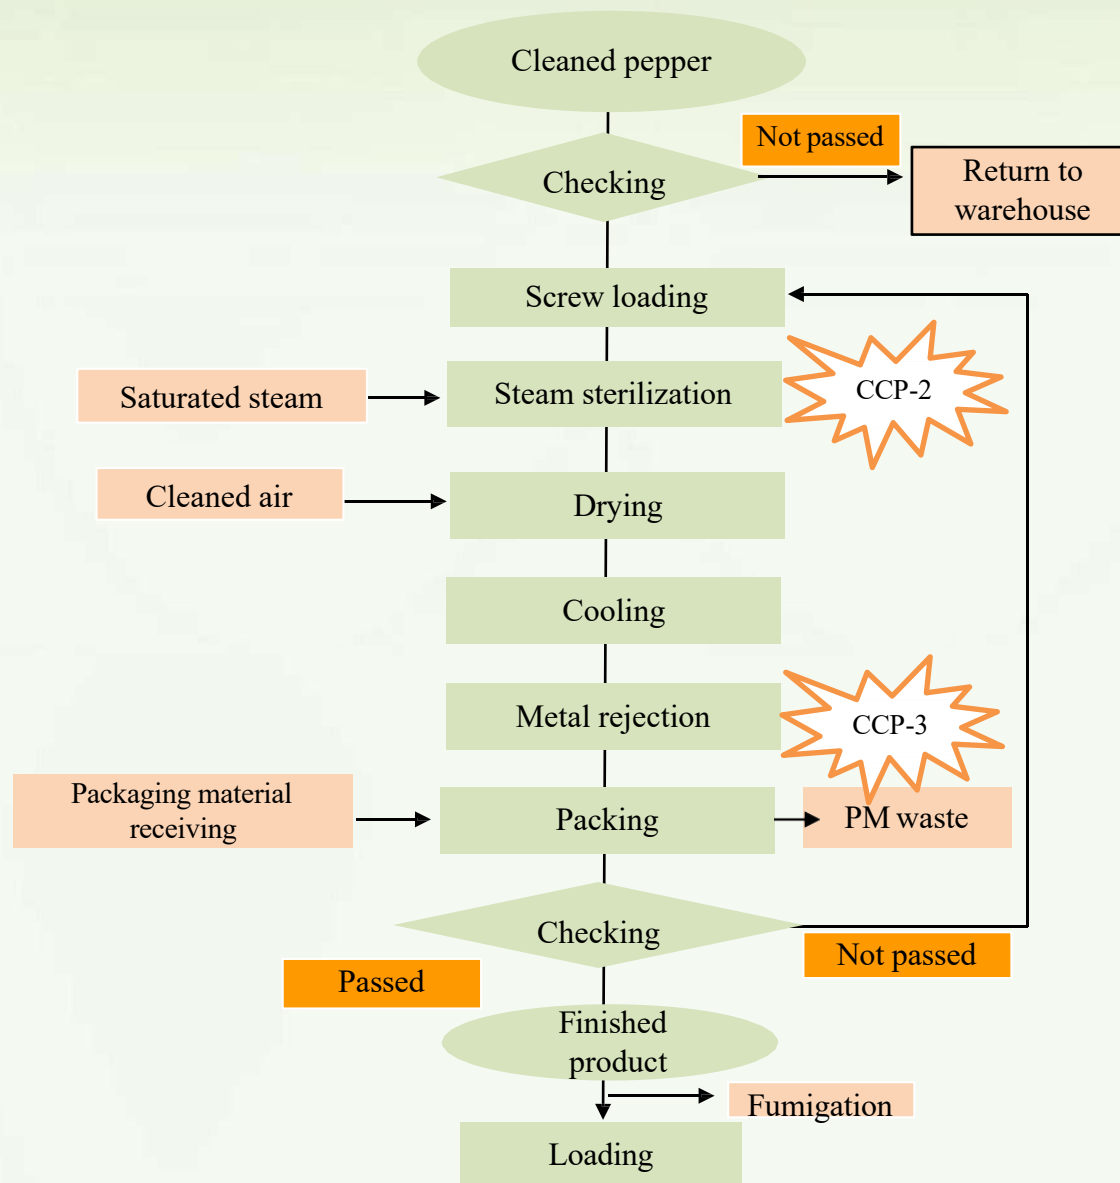 Cleaned pepper
Not passed
Checking
Return to
warehouse
Screw loading
Saturated steam
Steam sterilization
CCP-2
Cleaned air
Drying
Cooling
Metal rejection
CCP-3
Packaging material
receiving
Packing
PM waste
Checking
Not passed
Passed
Finished
product
Fumigation
Loading